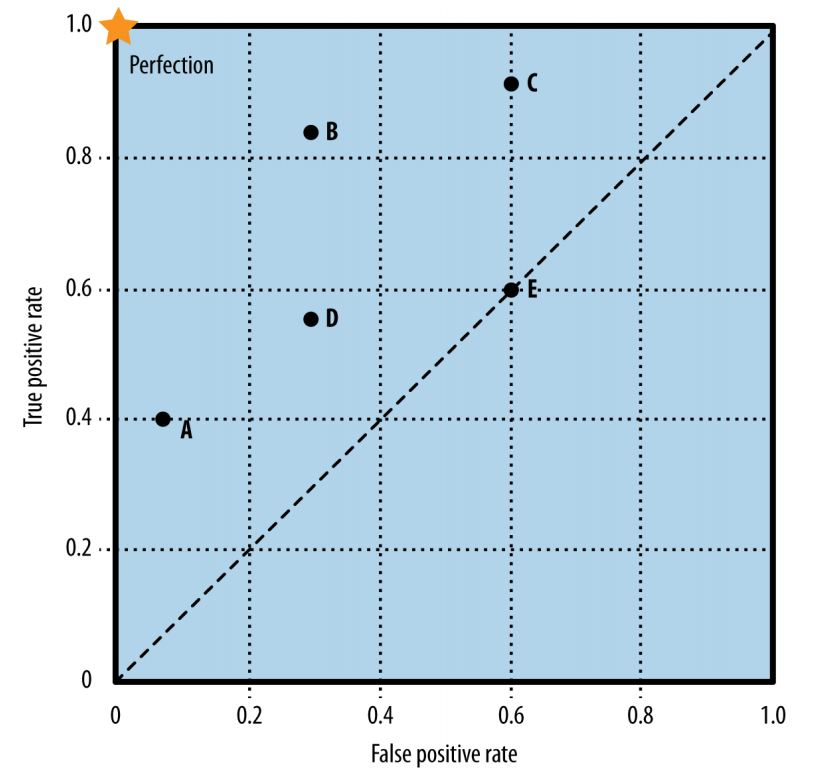 1.0
Perfection
C
B
0.8
0.6
E
D
True positive rate
0.4
A
0.2
0
0 0.2 0.4 0.6 0.8 1.0
False positive rate